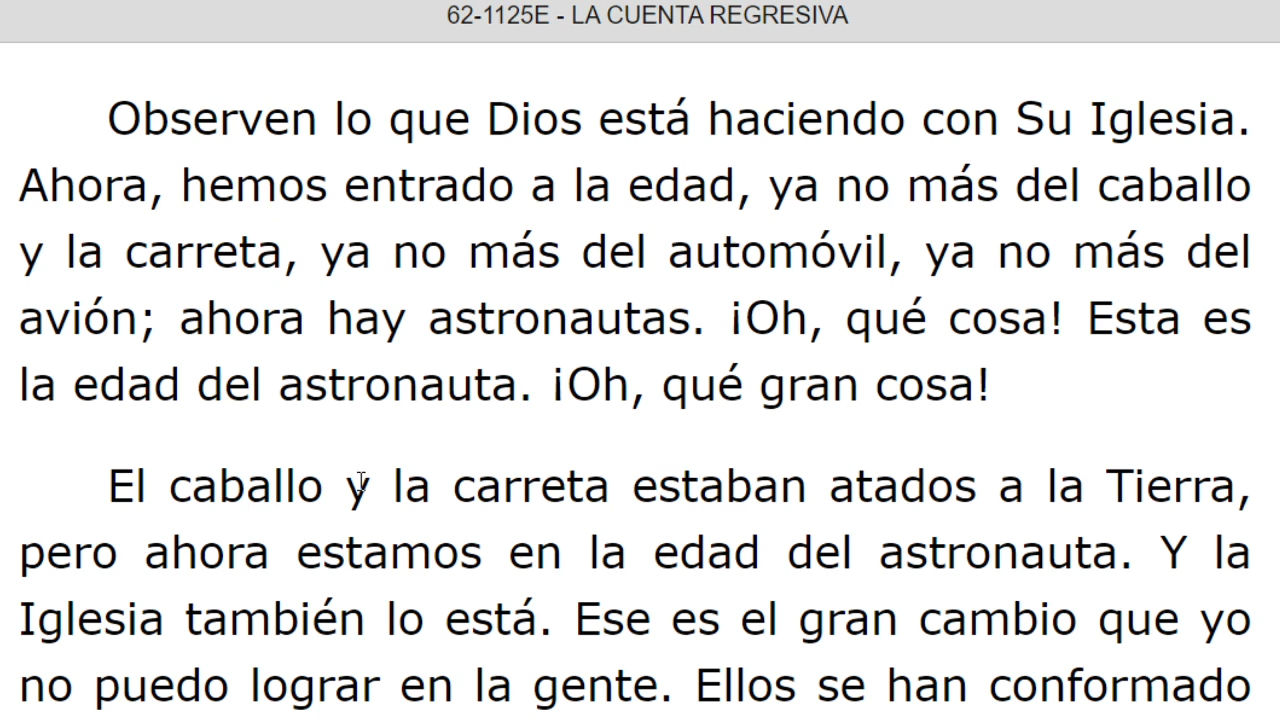 62-1125E - LA CUENTA REGRESIVA
Observen lo que Dios está haciendo con Su Iglesia.
Ahora, hemos entrado a la edad, ya no más del caballo
y la carreta, ya no más del automóvil, ya no más del
avión; ahora hay astronautas. ¡Oh, qué cosa! Esta es
la edad del astronauta. ¡Oh, qué gran cosa!
El caballo y la carreta estaban atados a la Tierra,
pero ahora estamos en la edad del astronauta. Y la
Iglesia también lo está. Ese es el gran cambio que yo
no puedo lograr en la gente. Ellos se han conformado